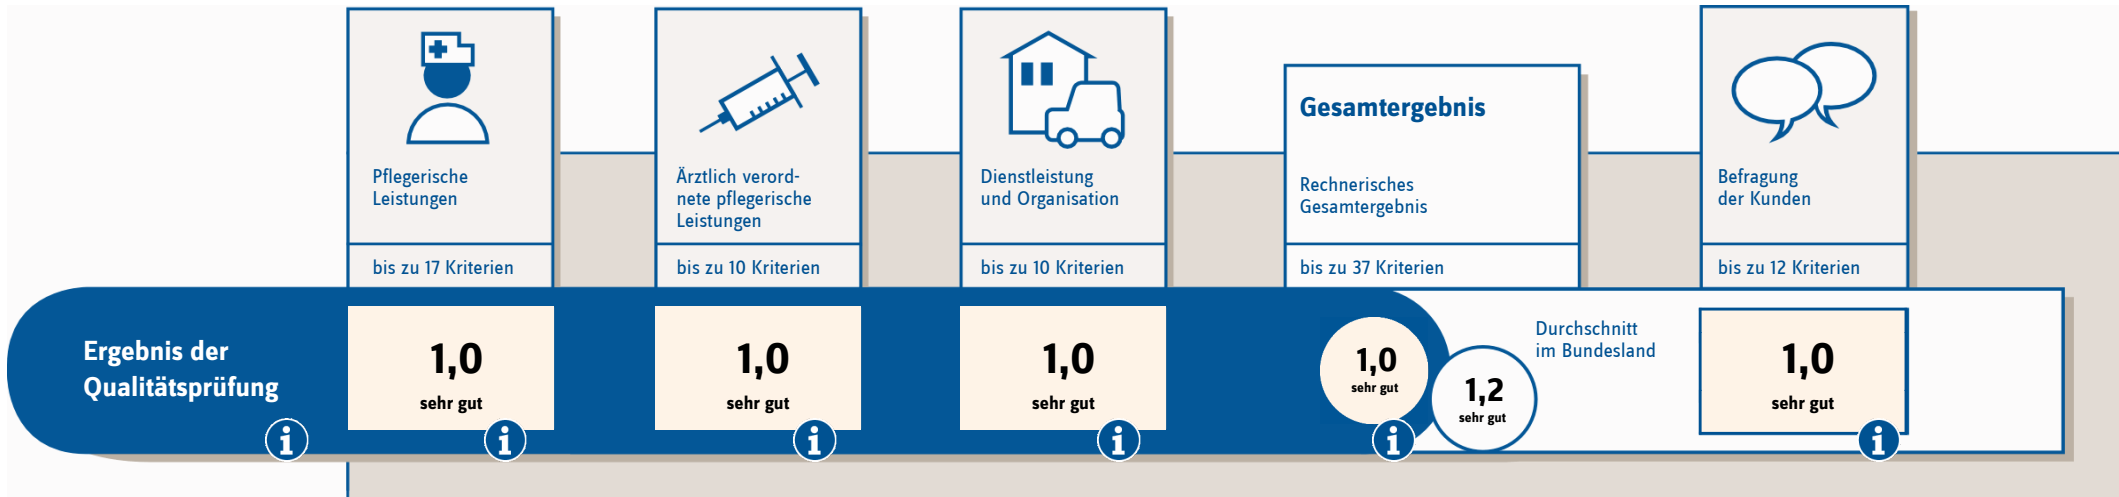 Pflegerische
Leistungen
bis zu 17 Kriterien
Ärztlich verord-
nete pflegerische
Leistungen
bis zu 10 Kriterien
Dienstleistung
und Organisation
bis zu 10 Kriterien
Gesamtergebnis
Rechnerisches
Gesamtergebnis
bis zu 37 Kriterien
Befragung
der Kunden
bis zu 12 Kriterien
Ergebnis der
Qualitätsprüfung
i
1,0
sehr gut
i
1,0
sehr gut
i
1,0
sehr gut
i
1,0
sehr gut
i
1,2
sehr gut
Durchschnitt
im Bundesland
1,0
sehr gut
i